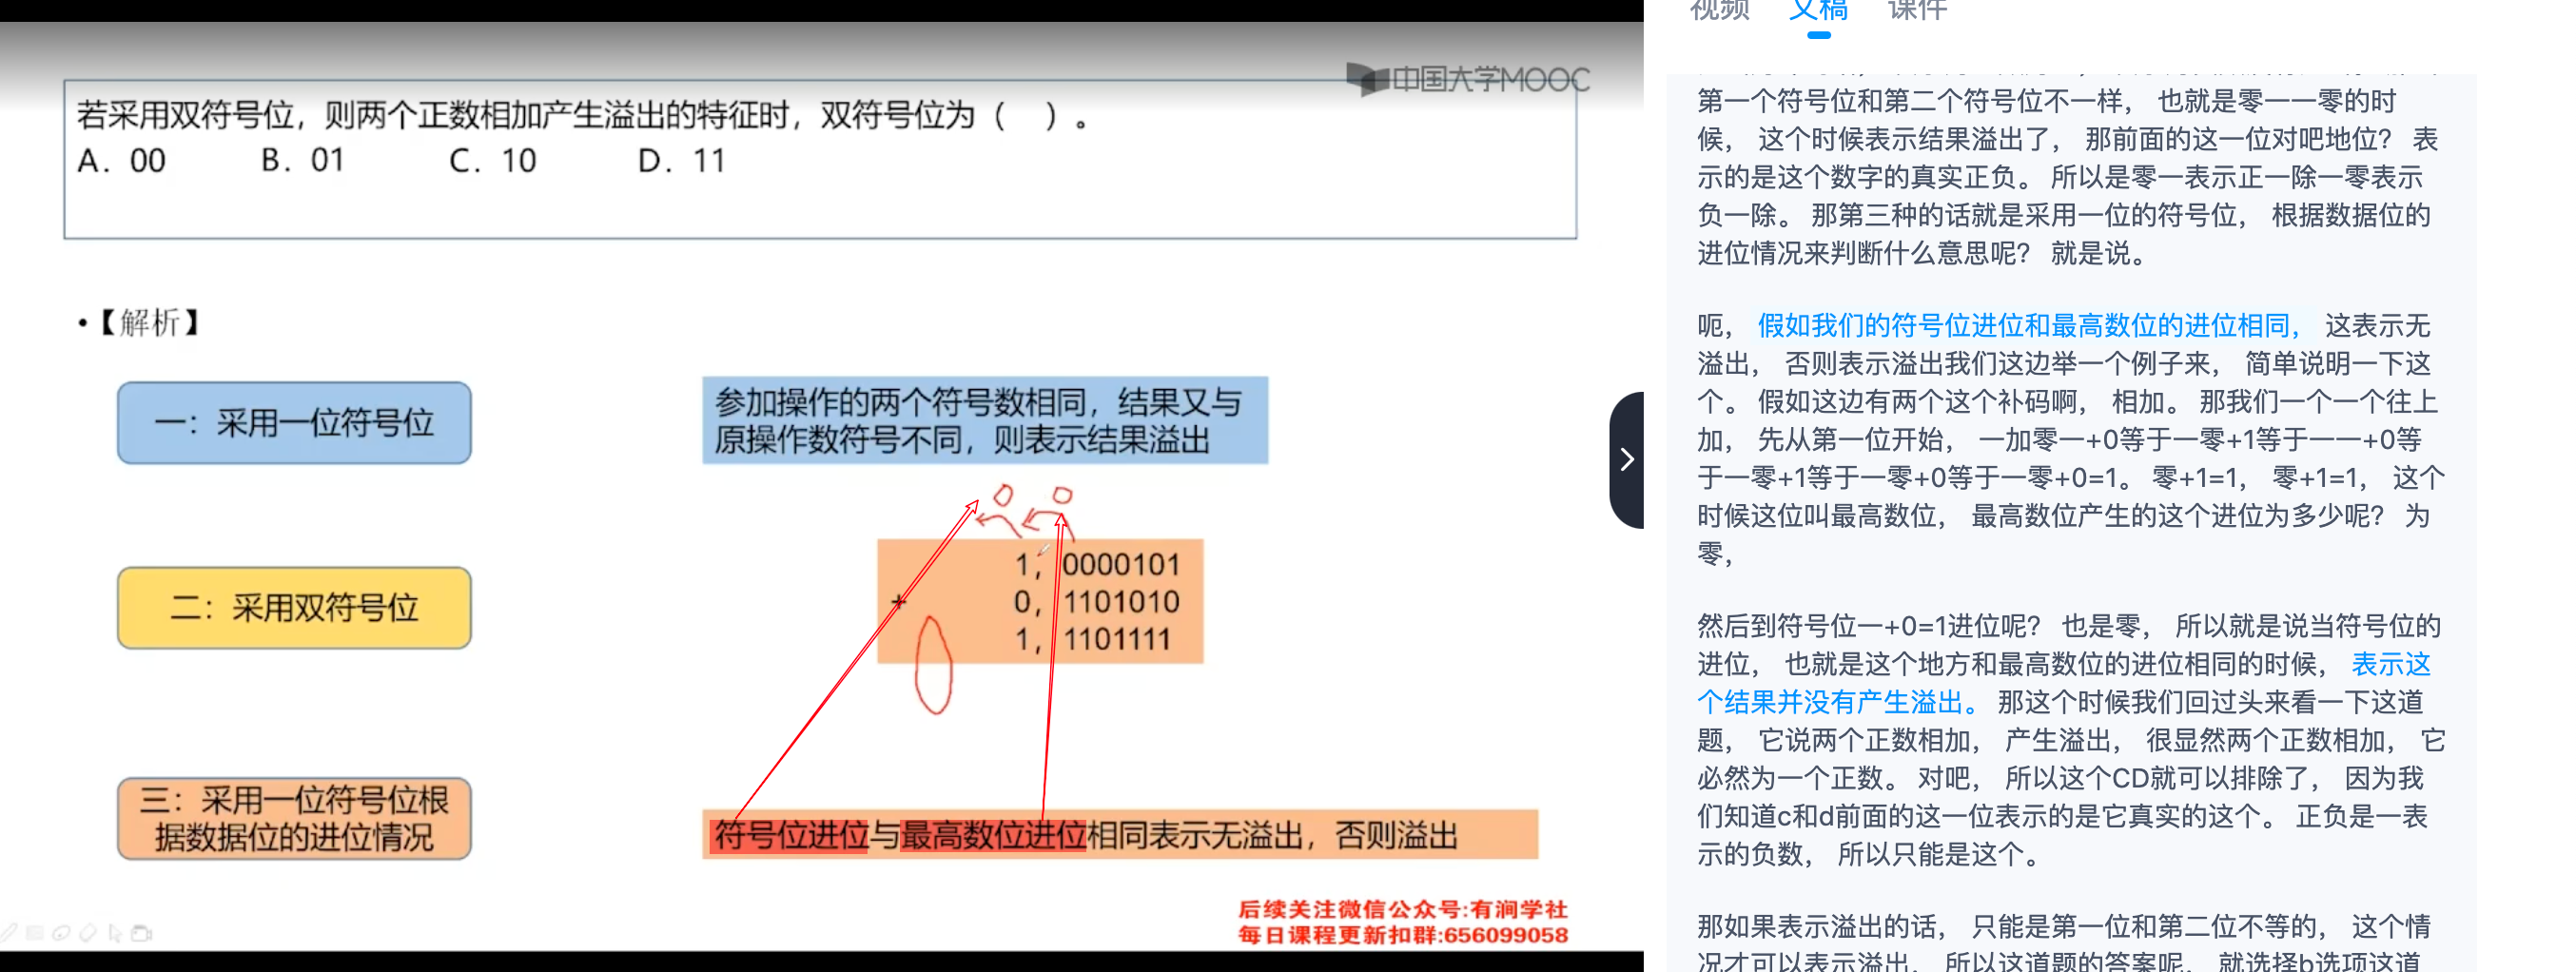 中国大学MOOC
若采用双符号位，则两个正数相加产生溢出的特征时，双符号位为（    ）。
A. 00    B. 01    C. 10    D. 11
•【解析】
一：采用一位符号位
参加操作的两个符号数相同，结果又与
原操作数符号不同，则表示结果溢出
0 0
1, 0000101
+ 0, 1101010
1, 1101111
二：采用双符号位
三：采用一位符号位根
据数据位的进位情况
符号位进位与最高数位进位相同表示无溢出，否则溢出
后续关注微信公众号:有涧学社
每日课程更新扣群:656099058
视频 文稿 课件
第一个符号位和第二个符号位不一样， 也就是零一一零的时
候， 这个时候表示结果溢出了， 那前面的这一位对吧地位？ 表
示的是这个数字的真实正负。 所以是零一表示正一除一零表示
负一除。 那第三种的话就是采用一位的符号位， 根据数据位的
进位情况来判断什么意思呢？ 就是说。
呃， 假如我们的符号位进位和最高数位的进位相同， 这表示无
溢出， 否则表示溢出我们这边举一个例子来， 简单说明一下这
个。 假如这边有两个这个补码啊， 相加。 那我们一个一个往上
加， 先从第一位开始， 一加零一+0等于一零+1等于一一+0等
于一零+1等于一零+0等于一零+0=1。 零+1=1， 零+1=1， 这个
时候这位叫最高数位， 最高数位产生的这个进位为多少呢？ 为
零，
然后到符号位一+0=1进位呢？ 也是零， 所以就是说当符号位的
进位， 也就是这个地方和最高数位的进位相同的时候， 表示这
个结果并没有产生溢出。 那这个时候我们回过头来看一下这道
题， 它说两个正数相加， 产生溢出， 很显然两个正数相加， 它
必然为一个正数。 对吧， 所以这个CD就可以排除了， 因为我
们知道c和d前面的这一位表示的是它真实的这个。 正负是一表
示的负数， 所以只能是这个。
那如果表示溢出的话， 只能是第一位和第二位不等的， 这个情
况才可以表示溢出， 所以这道题的答案呢， 就选择b选项这道